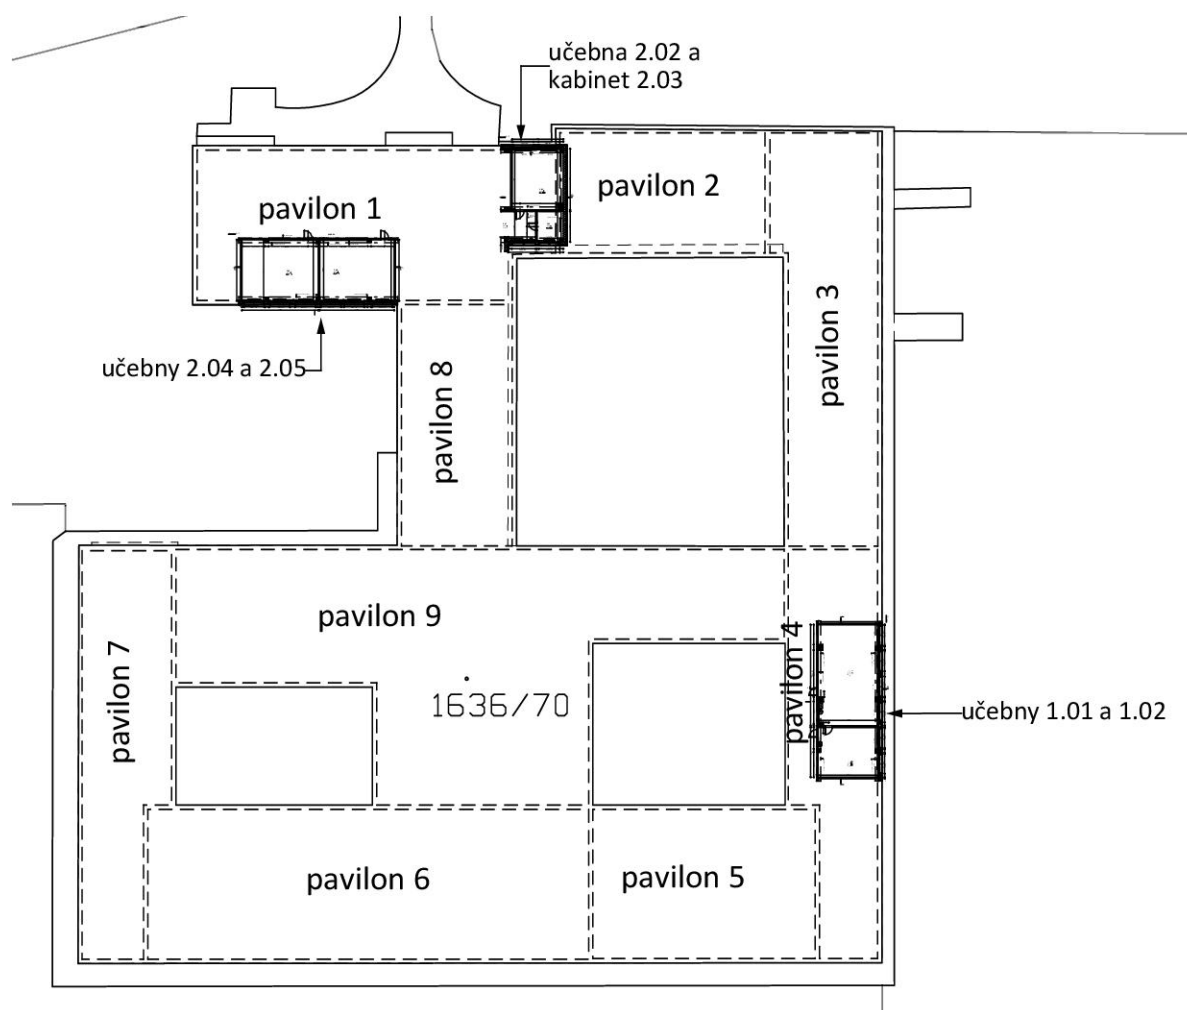 učebna 2.02 a
kabinet 2.03
pavilon 1
pavilon 2
pavilon 3
učebny 2.04 a 2.05
pavilon 8
pavilon 9
pavilon 4
pavilon 7
1636/70
učebny 1.01 a 1.02
pavilon 6
pavilon 5